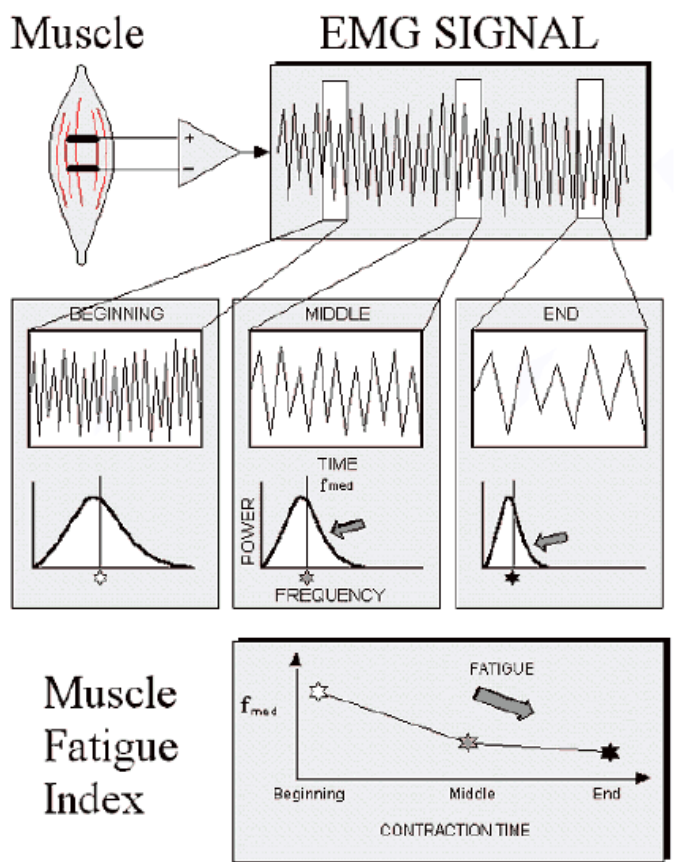 Muscle
EMG SIGNAL
+
−
BEGINNING
MIDDLE
END
TIME
fmed
POWER
FREQUENCY
Muscle
Fatigue
Index
FATIGUE
fmed
Beginning
Middle
End
CONTRACTION TIME